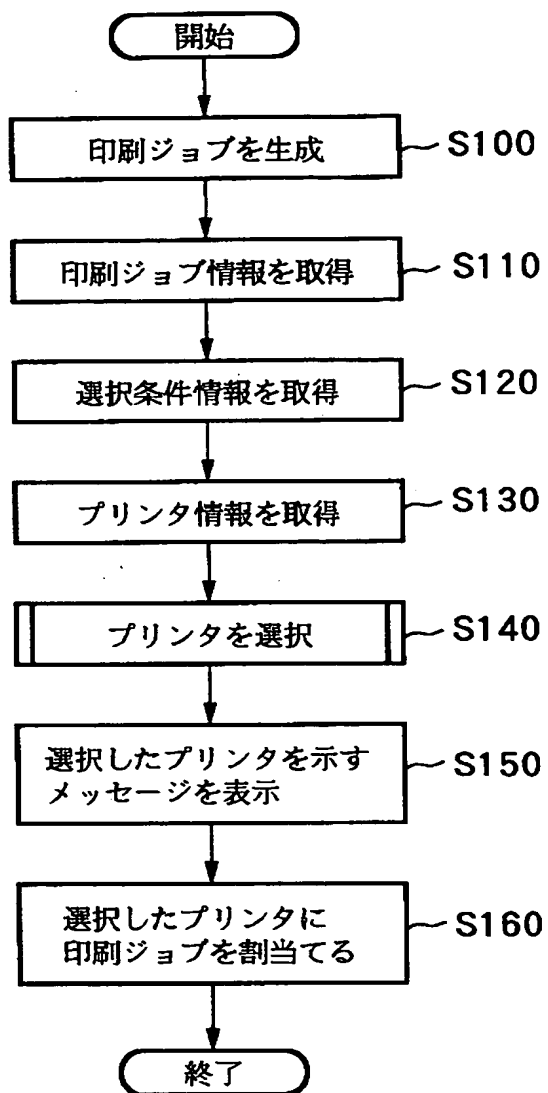 開始
印刷ジョブを生成 S100
印刷ジョブ情報を取得 S110
選択条件情報を取得 S120
プリンタ情報を取得 S130
プリンタを選択 S140
選択したプリンタを示す
メッセージを表示 S150
選択したプリンタに
印刷ジョブを割当てる S160
終了